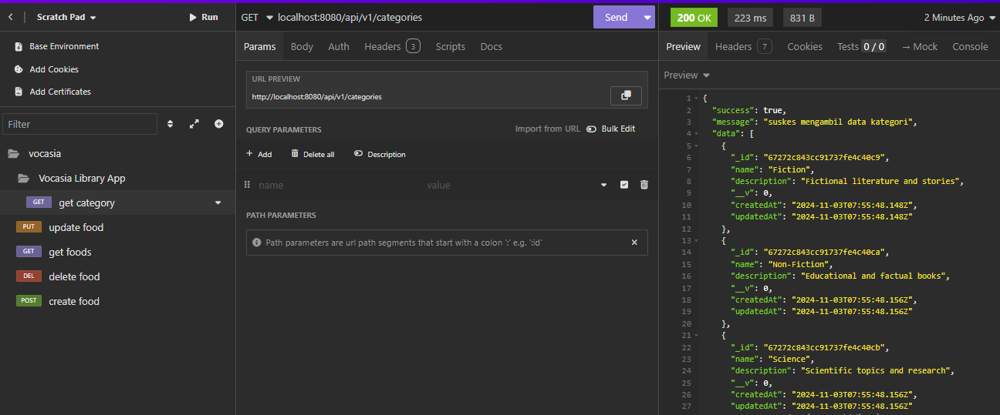 Scratch Pad
Run
Base Environment
Add Cookies
Add Certificates
Filter
vocasia
Vocasia Library App
GET get category
PUT update food
GET get foods
DEL delete food
POST create food
GET localhost:8080/api/v1/categories
Send
Params Body Auth Headers 3 Scripts Docs
URL PREVIEW
http://localhost:8080/api/v1/categories
QUERY PARAMETERS Import from URL Bulk Edit
+ Add Delete all Description
name value
PATH PARAMETERS
Path parameters are url path segments that start with a colon ':' e.g. ':id'
200 OK 223 ms 831 B 2 Minutes Ago
Preview Headers 7 Cookies Tests 0 / 0 → Mock Console
Preview
1 {
2 "success": true,
3 "message": "suskes mengambil data kategori",
4 "data": [
5 {
6 "_id": "67272c843cc91737fe4c40c9",
7 "name": "Fiction",
8 "description": "Fictional literature and stories",
9 "__v": 0,
10 "createdAt": "2024-11-03T07:55:48.148Z",
11 "updatedAt": "2024-11-03T07:55:48.148Z"
12 },
13 {
14 "_id": "67272c843cc91737fe4c40ca",
15 "name": "Non-Fiction",
16 "description": "Educational and factual books",
17 "__v": 0,
18 "createdAt": "2024-11-03T07:55:48.156Z",
19 "updatedAt": "2024-11-03T07:55:48.156Z"
20 },
21 {
22 "_id": "67272c843cc91737fe4c40cb",
23 "name": "Science",
24 "description": "Scientific topics and research",
25 "__v": 0,
26 "createdAt": "2024-11-03T07:55:48.156Z",
27 "updatedAt": "2024-11-03T07:55:48.156Z"